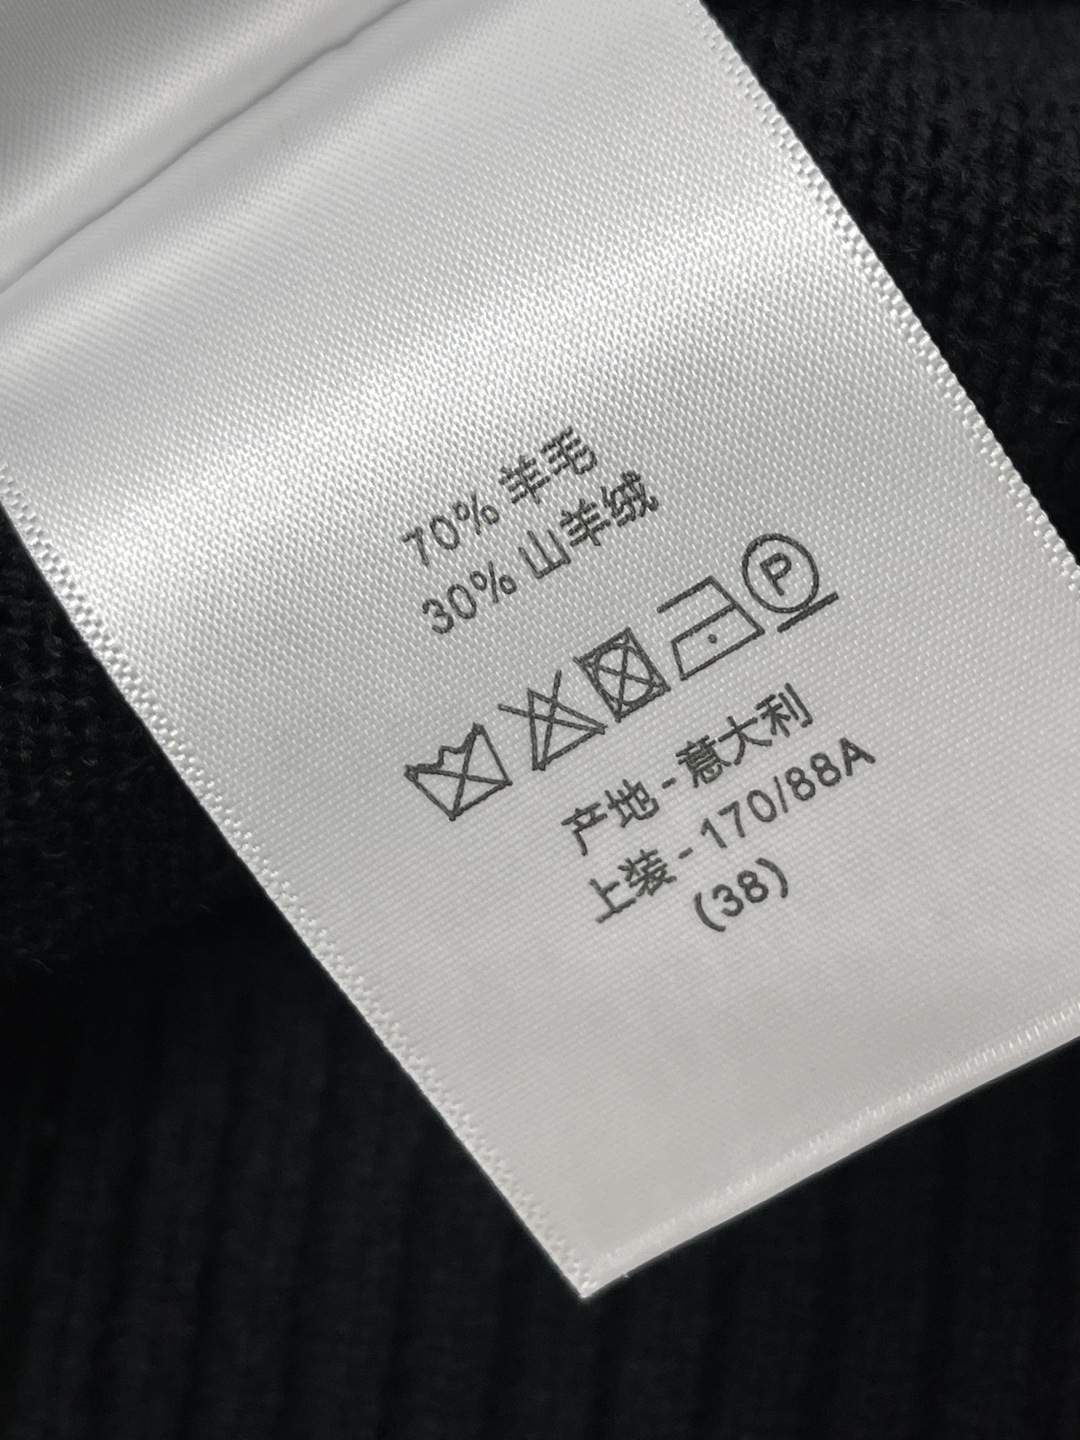 70% 羊毛
30% 山羊绒
P
产地 - 意大利
上装 - 170/88A
(38)